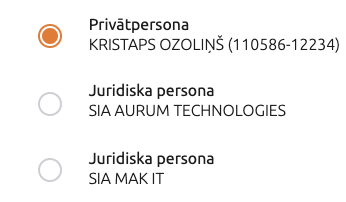 Privātpersona
KRISTAPS OZOLIŅŠ (110586-12234)
Juridiska persona
SIA AURUM TECHNOLOGIES
Juridiska persona
SIA MAK IT